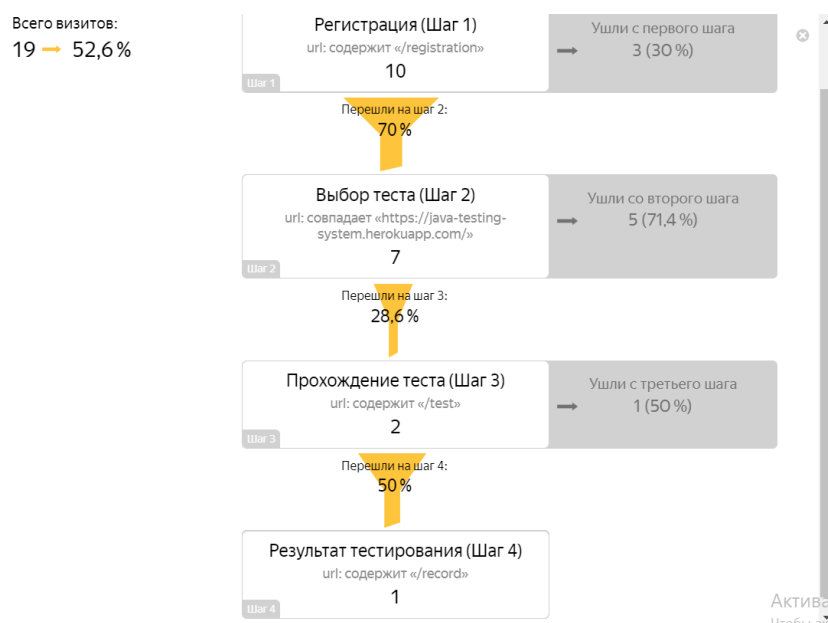 Всего визитов:
19 → 52,6 %
Регистрация (Шаг 1)
url: содержит «/registration»
10
Шаг 1
Ушли с первого шага
→ 3 (30 %)
Перешли на шаг 2:
70 %
Выбор теста (Шаг 2)
url: совпадает «https://java-testing-
system.herokuapp.com/»
7
Шаг 2
Ушли со второго шага
→ 5 (71,4 %)
Перешли на шаг 3:
28,6 %
Прохождение теста (Шаг 3)
url: содержит «/test»
2
Шаг 3
Ушли с третьего шага
→ 1 (50 %)
Перешли на шаг 4:
50 %
Результат тестирования (Шаг 4)
url: содержит «/record»
1
Шаг 4
Актива